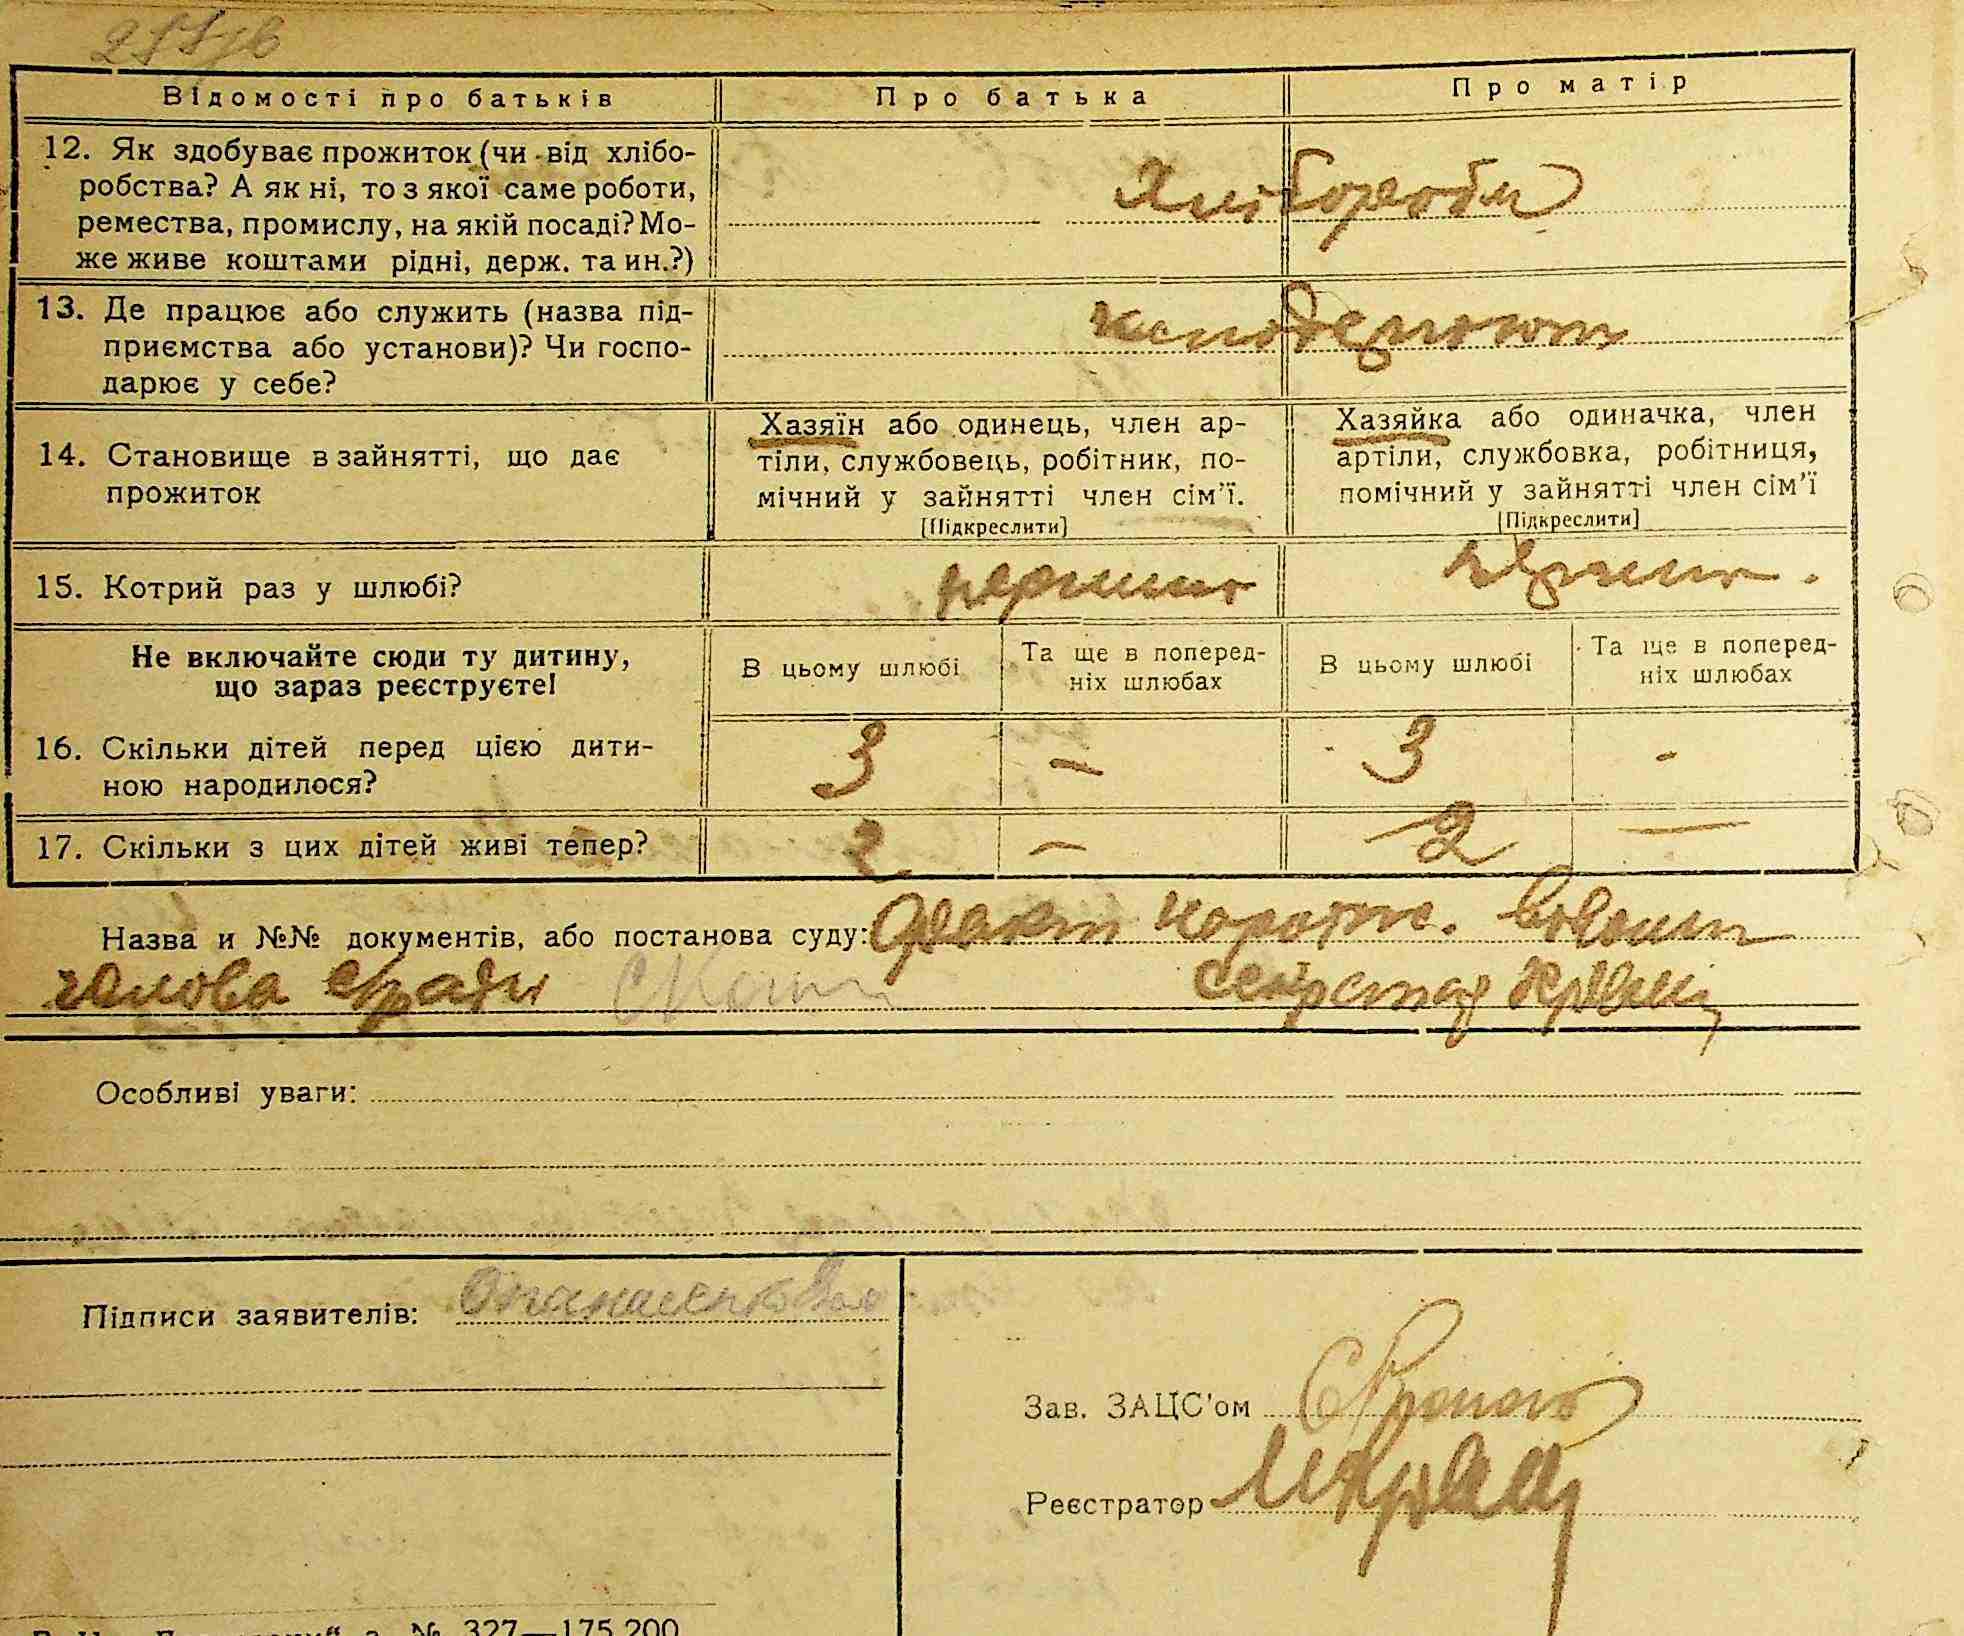 Відомості про батьків
Про батька
Про матір
12. Як здобуває прожиток (чи від хлібо-
робства? А як ні, то з якої саме роботи,
ремества, промислу, на якій посаді? Мо-
же живе коштами рідні, держ. та ин.?)
13. Де працює або служить (назва під-
приємства або установи)? Чи госпо-
дарює у себе?
14. Становище в зайнятті, що дає
прожиток
Хазяїн або одинець, член ар-
тіли, службовець, робітник, по-
мічний у зайнятті член сім'ї.
[Підкреслити]
Хазяйка або одиначка, член
артіли, службовка, робітниця,
помічний у зайнятті член сім'ї
[Підкреслити]
15. Котрий раз у шлюбі?
Не включайте сюди ту дитину,
що зараз реєструєте!
В цьому шлюбі
Та ще в поперед-
ніх шлюбах
В цьому шлюбі
Та ще в поперед-
ніх шлюбах
16. Скільки дітей перед цією дити-
ною народилося?
3 – 3 -
17. Скільки з цих дітей живі тепер?
2 – 2 —
Назва и №№ документів, або постанова суду:
голова с/ради секретар
Особливі уваги:
Підписи заявителів:
Зав. ЗАЦС'ом
Реєстратор
№ 327—175.200